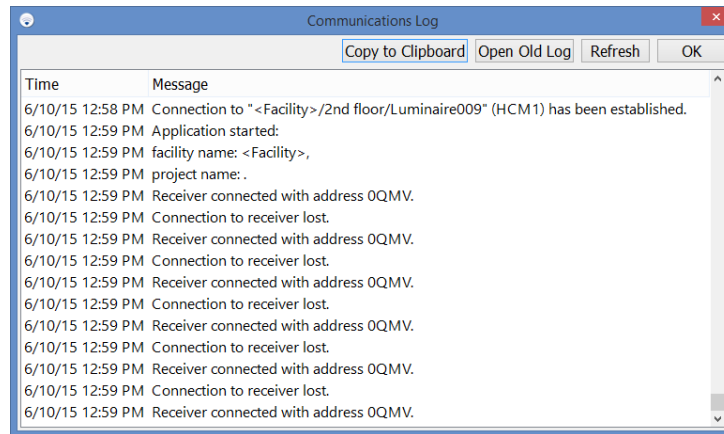 Communications Log
Copy to Clipboard Open Old Log Refresh OK
Time Message
6/10/15 12:58 PM Connection to "<Facility>/2nd floor/Luminaire009" (HCM1) has been established.
6/10/15 12:59 PM Application started:
6/10/15 12:59 PM facility name: <Facility>,
6/10/15 12:59 PM project name: .
6/10/15 12:59 PM Receiver connected with address 0QMV.
6/10/15 12:59 PM Connection to receiver lost.
6/10/15 12:59 PM Receiver connected with address 0QMV.
6/10/15 12:59 PM Connection to receiver lost.
6/10/15 12:59 PM Receiver connected with address 0QMV.
6/10/15 12:59 PM Connection to receiver lost.
6/10/15 12:59 PM Receiver connected with address 0QMV.
6/10/15 12:59 PM Connection to receiver lost.
6/10/15 12:59 PM Receiver connected with address 0QMV.
6/10/15 12:59 PM Connection to receiver lost.
6/10/15 12:59 PM Receiver connected with address 0QMV.